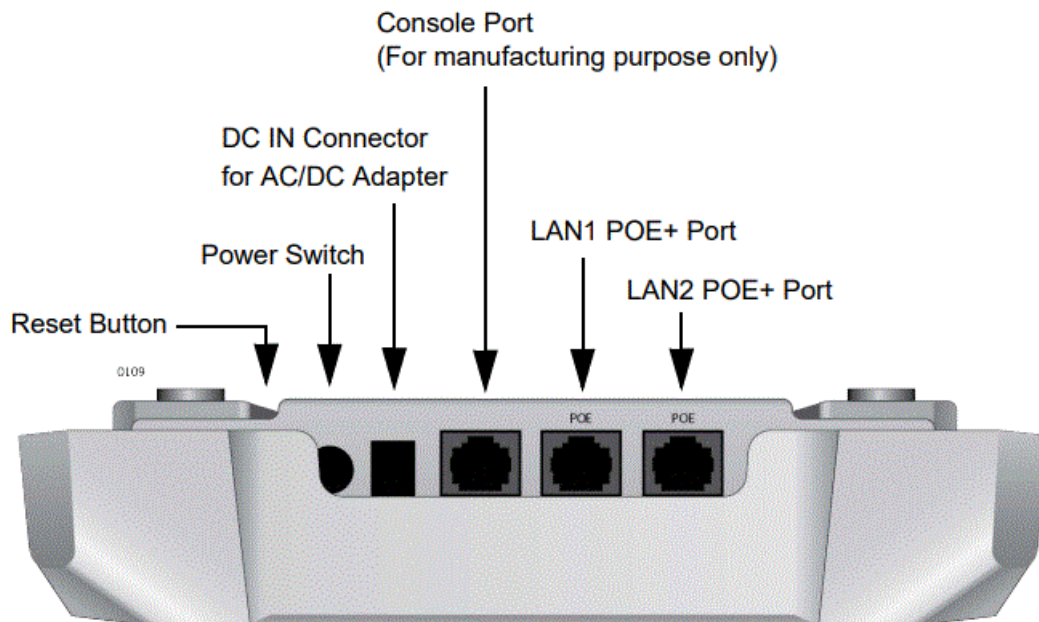 Console Port
(For manufacturing purpose only)
DC IN Connector
for AC/DC Adapter
LAN1 POE+ Port
Power Switch
LAN2 POE+ Port
Reset Button
0109
POE
POE